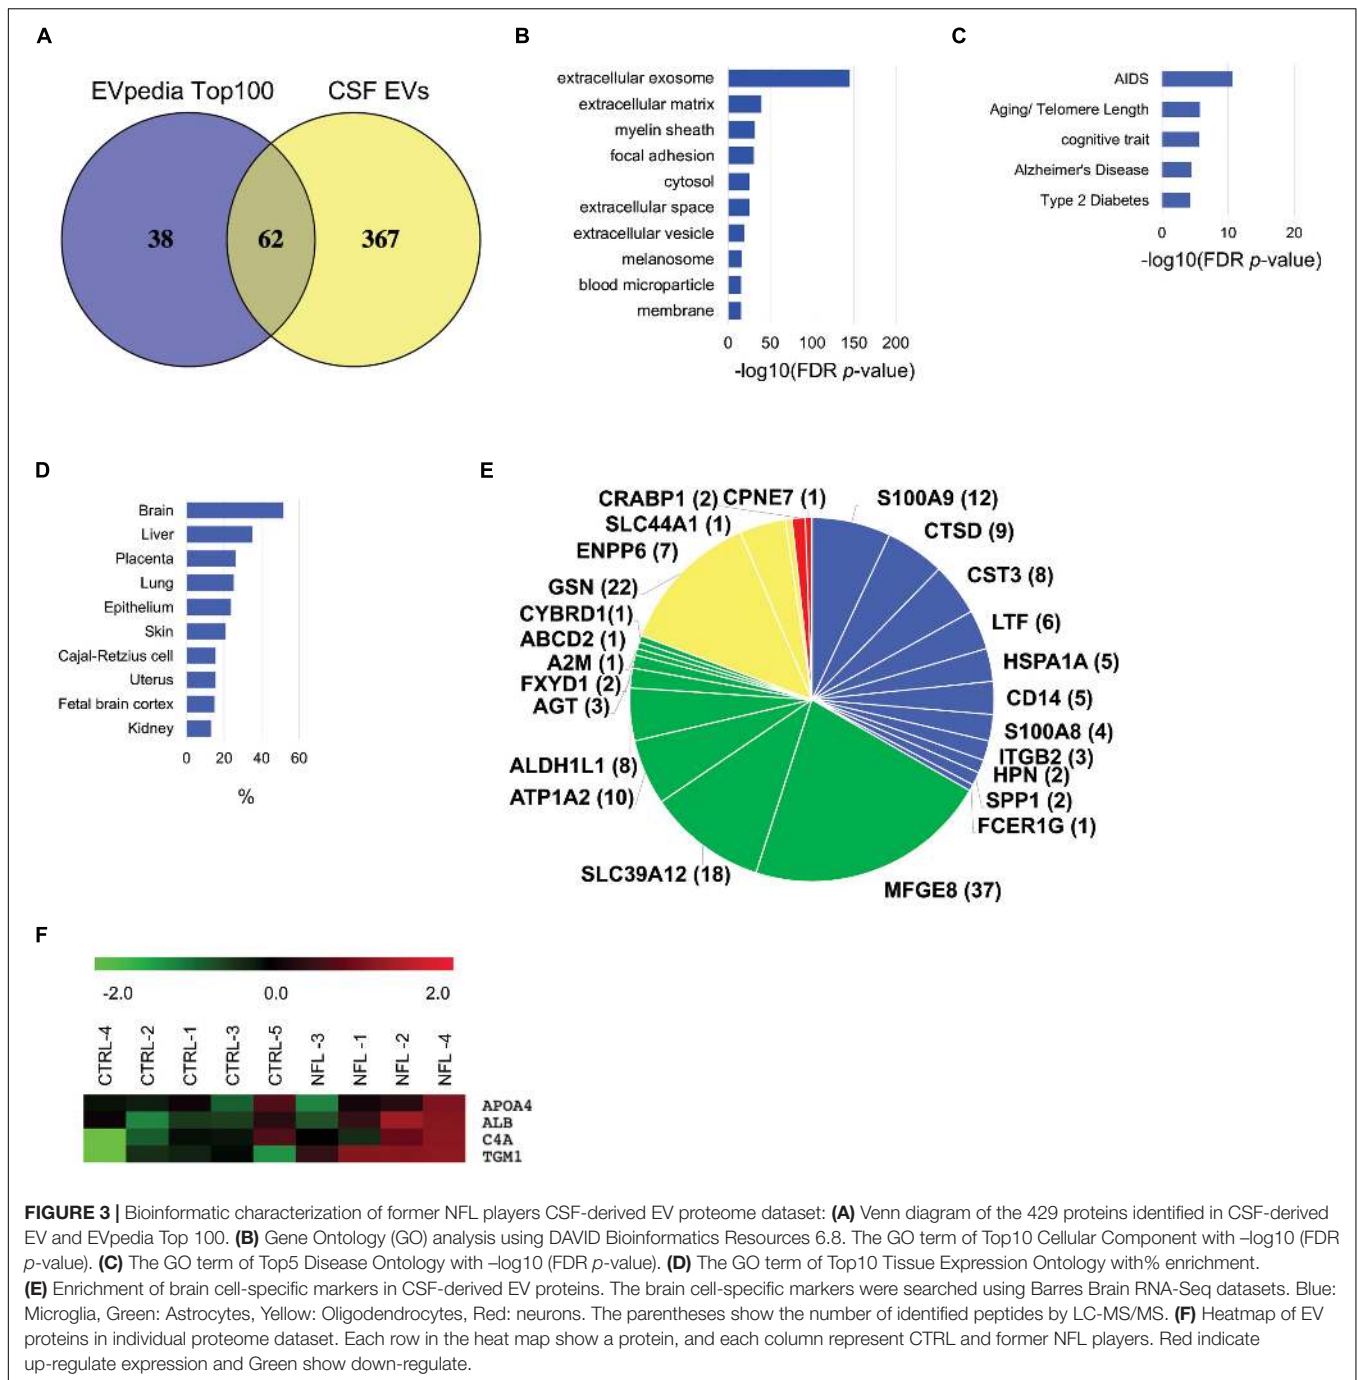 A
EVpedia Top100
CSF EVs
38
62
367
B
extracellular exosome
extracellular matrix
myelin sheath
focal adhesion
cytosol
extracellular space
extracellular vesicle
melanosome
blood microparticle
membrane
0 50 100 150 200
-log10(FDR p-value)
C
AIDS
Aging/ Telomere Length
cognitive trait
Alzheimer's Disease
Type 2 Diabetes
0 10 20
-log10(FDR p-value)
D
Brain
Liver
Placenta
Lung
Epithelium
Skin
Cajal-Retzius cell
Uterus
Fetal brain cortex
Kidney
0 20 40 60
%
E
CRABP1 (2)
CPNE7 (1)
SLC44A1 (1)
ENPP6 (7)
GSN (22)
CYBRD1(1)
ABCD2 (1)
A2M (1)
FXYD1 (2)
AGT (3)
ALDH1L1 (8)
ATP1A2 (10)
SLC39A12 (18)
S100A9 (12)
CTSD (9)
CST3 (8)
LTF (6)
HSPA1A (5)
CD14 (5)
S100A8 (4)
ITGB2 (3)
HPN (2)
SPP1 (2)
FCER1G (1)
MFGE8 (37)
F
-2.0 0.0 2.0
CTRL-4
CTRL-2
CTRL-1
CTRL-3
CTRL-5
NFL -3
NFL -1
NFL -2
NFL -4
APOA4
ALB
C4A
TGM1
FIGURE 3 | Bioinformatic characterization of former NFL players CSF-derived EV proteome dataset: (A) Venn diagram of the 429 proteins identified in CSF-derived
EV and EVpedia Top 100. (B) Gene Ontology (GO) analysis using DAVID Bioinformatics Resources 6.8. The GO term of Top10 Cellular Component with –log10 (FDR
p-value). (C) The GO term of Top5 Disease Ontology with –log10 (FDR p-value). (D) The GO term of Top10 Tissue Expression Ontology with% enrichment.
(E) Enrichment of brain cell-specific markers in CSF-derived EV proteins. The brain cell-specific markers were searched using Barres Brain RNA-Seq datasets. Blue:
Microglia, Green: Astrocytes, Yellow: Oligodendrocytes, Red: neurons. The parentheses show the number of identified peptides by LC-MS/MS. (F) Heatmap of EV
proteins in individual proteome dataset. Each row in the heat map show a protein, and each column represent CTRL and former NFL players. Red indicate
up-regulate expression and Green show down-regulate.